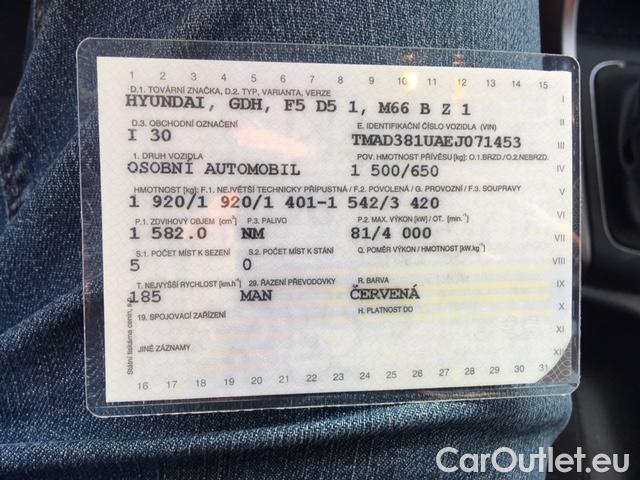 1 2 3 4 5 6 7 8 9 10 11 12 13 14 15
D.1. TOVÁRNÍ ZNAČKA, D.2. TYP, VARIANTA, VERZE
I
HYUNDAI, GDH, F5 D5 1, M66 B Z 1
II
D.3. OBCHODNÍ OZNAČENÍ E. IDENTIFIKAČNÍ ČÍSLO VOZIDLA (VIN)
I 30 TMAD381UAEJ071453
III
1. DRUH VOZIDLA POV. HMOTNOST PŘÍVĚSU [kg]: O.1.BRZD./O.2.NEBRZD.
OSOBNÍ AUTOMOBIL 1 500/650
IV
HMOTNOST [kg]: F.1. NEJVĚTŠÍ TECHNICKY PŘÍPUSTNÁ / F.2. POVOLENÁ / G. PROVOZNÍ / F.3. SOUPRAVY
V
1 920/1 920/1 401-1 542/3 420
VI
P.1. ZDVIHOVÝ OBJEM [cm³] P.3. PALIVO P.2. MAX. VÝKON [kW] / OT. [min.⁻¹]
1 582.0 NM 81/4 000
VII
S.1. POČET MÍST K SEZENÍ S.2. POČET MÍST K STÁNÍ Q. POMĚR VÝKON / HMOTNOST [kW.kg⁻¹]
5 0
VIII
T. NEJVYŠŠÍ RYCHLOST [km.h⁻¹] 29. ŘAZENÍ PŘEVODOVKY R. BARVA
IX
185 MAN ČERVENÁ
X
19. SPOJOVACÍ ZAŘÍZENÍ H. PLATNOST DO
XI
JINÉ ZÁZNAMY
XII
16 17 18 19 20 21 22 23 24 25 26 27 28 29 30 31
Státní tiskárna cenin,
CarOutlet.eu